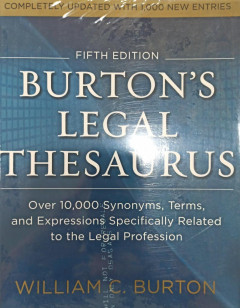 COMPLETELY UPDATED WITH 1,000 NEW ENTRIES
FIFTH EDITION
BURTON'S
LEGAL
THESAURUS
Over 10,000 Synonyms, Terms,
and Expressions Specifically Related
to the Legal Profession
WILLIAM C. BURTON